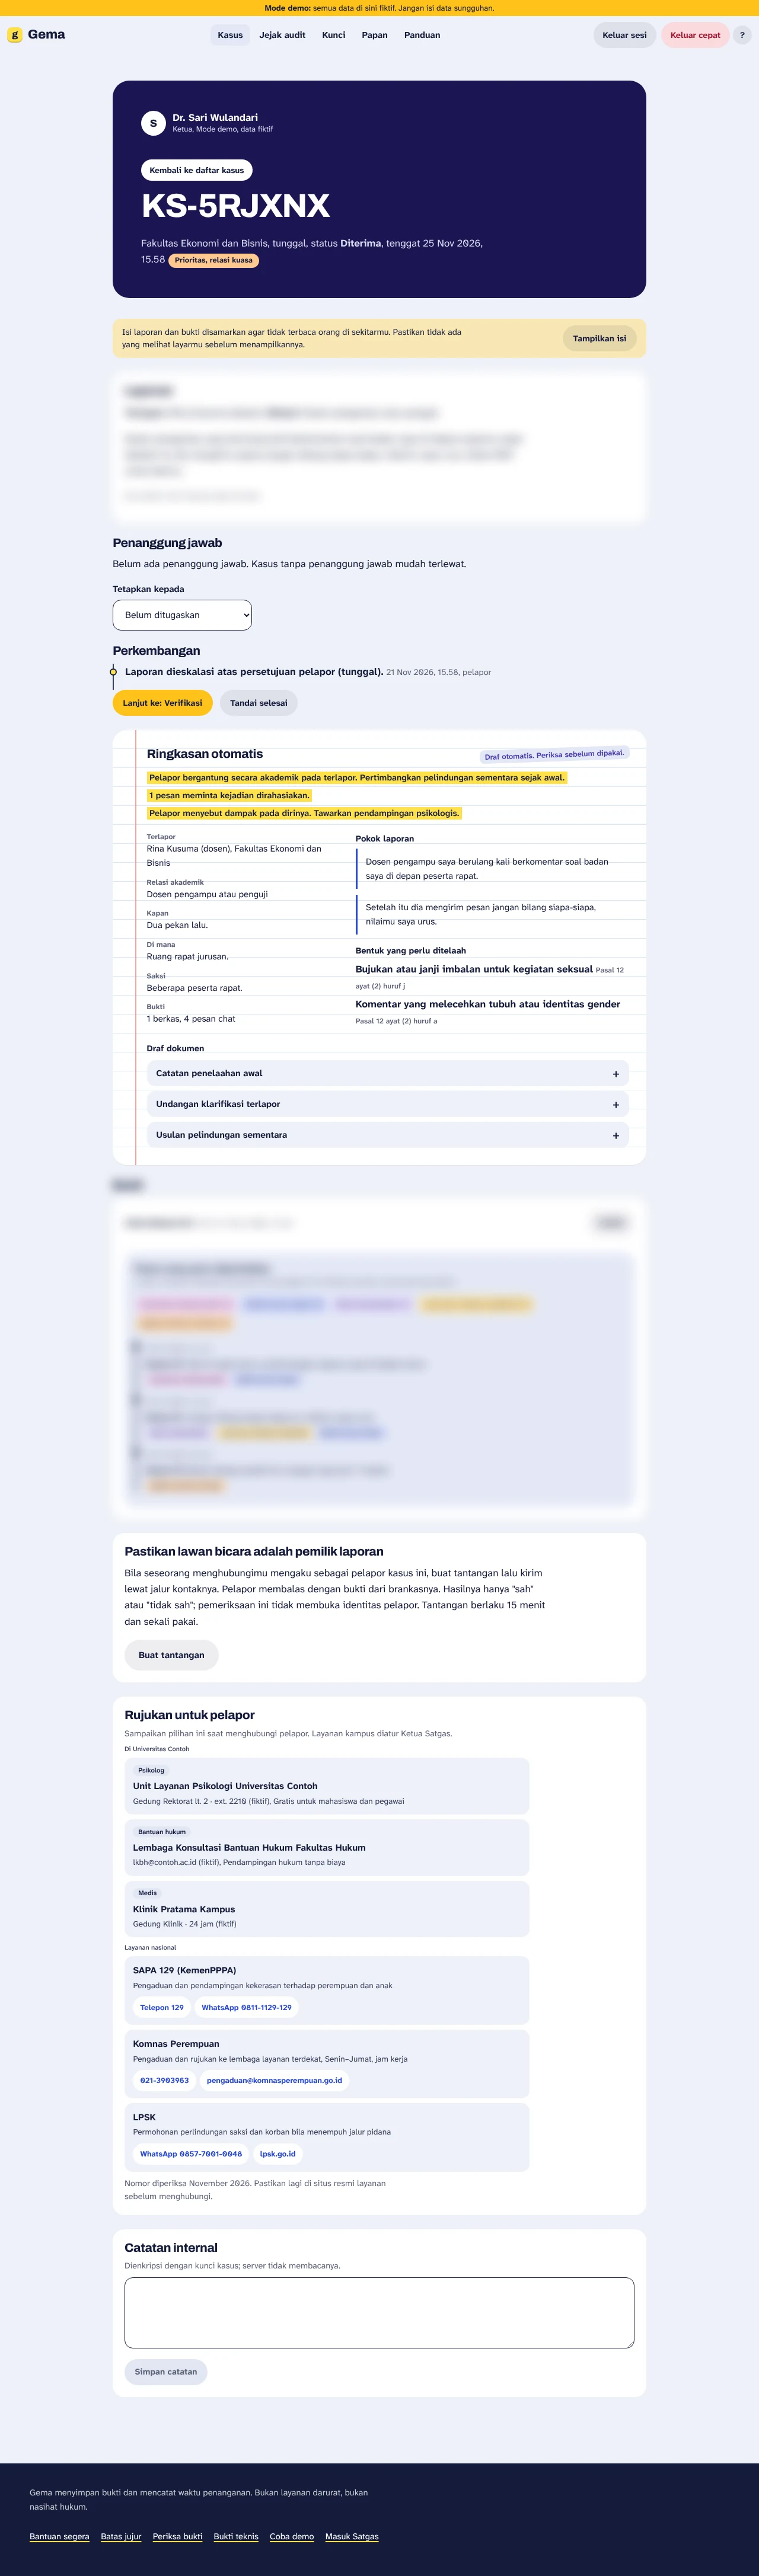 Mode demo: semua data di sini fiktif. Jangan isi data sungguhan.
g Gema
Kasus Jejak audit Kunci Papan Panduan
Keluar sesi Keluar cepat ?
S
Dr. Sari Wulandari
Ketua, Mode demo, data fiktif
Kembali ke daftar kasus
KS-5RJXNX
Fakultas Ekonomi dan Bisnis, tunggal, status Diterima, tenggat 25 Nov 2026,
15.58 Prioritas, relasi kuasa
Isi laporan dan bukti disamarkan agar tidak terbaca orang di sekitarmu. Pastikan tidak ada
yang melihat layarmu sebelum menampilkannya.
Tampilkan isi
Penanggung jawab
Belum ada penanggung jawab. Kasus tanpa penanggung jawab mudah terlewat.
Tetapkan kepada
Belum ditugaskan
Perkembangan
Laporan dieskalasi atas persetujuan pelapor (tunggal). 21 Nov 2026, 15.58, pelapor
Lanjut ke: Verifikasi Tandai selesai
Ringkasan otomatis
Draf otomatis. Periksa sebelum dipakai.
Pelapor bergantung secara akademik pada terlapor. Pertimbangkan pelindungan sementara sejak awal.
1 pesan meminta kejadian dirahasiakan.
Pelapor menyebut dampak pada dirinya. Tawarkan pendampingan psikologis.
Terlapor
Rina Kusuma (dosen), Fakultas Ekonomi dan
Bisnis
Relasi akademik
Dosen pengampu atau penguji
Kapan
Dua pekan lalu.
Di mana
Ruang rapat jurusan.
Saksi
Beberapa peserta rapat.
Bukti
1 berkas, 4 pesan chat
Pokok laporan
Dosen pengampu saya berulang kali berkomentar soal badan
saya di depan peserta rapat.
Setelah itu dia mengirim pesan jangan bilang siapa-siapa,
nilaimu saya urus.
Bentuk yang perlu ditelaah
Bujukan atau janji imbalan untuk kegiatan seksual Pasal 12
ayat (2) huruf j
Komentar yang melecehkan tubuh atau identitas gender
Pasal 12 ayat (2) huruf a
Draf dokumen
Catatan penelaahan awal +
Undangan klarifikasi terlapor +
Usulan pelindungan sementara +
Pastikan lawan bicara adalah pemilik laporan
Bila seseorang menghubungimu mengaku sebagai pelapor kasus ini, buat tantangan lalu kirim
lewat jalur kontaknya. Pelapor membalas dengan bukti dari brankasnya. Hasilnya hanya "sah"
atau "tidak sah"; pemeriksaan ini tidak membuka identitas pelapor. Tantangan berlaku 15 menit
dan sekali pakai.
Buat tantangan
Rujukan untuk pelapor
Sampaikan pilihan ini saat menghubungi pelapor. Layanan kampus diatur Ketua Satgas.
Di Universitas Contoh
Psikolog
Unit Layanan Psikologi Universitas Contoh
Gedung Rektorat lt. 2 · ext. 2210 (fiktif), Gratis untuk mahasiswa dan pegawai
Bantuan hukum
Lembaga Konsultasi Bantuan Hukum Fakultas Hukum
lkbh@contoh.ac.id (fiktif), Pendampingan hukum tanpa biaya
Medis
Klinik Pratama Kampus
Gedung Klinik · 24 jam (fiktif)
Layanan nasional
SAPA 129 (KemenPPPA)
Pengaduan dan pendampingan kekerasan terhadap perempuan dan anak
Telepon 129 WhatsApp 0811-1129-129
Komnas Perempuan
Pengaduan dan rujukan ke lembaga layanan terdekat, Senin–Jumat, jam kerja
021-3903963 pengaduan@komnasperempuan.go.id
LPSK
Permohonan perlindungan saksi dan korban bila menempuh jalur pidana
WhatsApp 0857-7001-0048 lpsk.go.id
Nomor diperiksa November 2026. Pastikan lagi di situs resmi layanan
sebelum menghubungi.
Catatan internal
Dienkripsi dengan kunci kasus; server tidak membacanya.
Simpan catatan
Gema menyimpan bukti dan mencatat waktu penanganan. Bukan layanan darurat, bukan
nasihat hukum.
Bantuan segera Batas jujur Periksa bukti Bukti teknis Coba demo Masuk Satgas